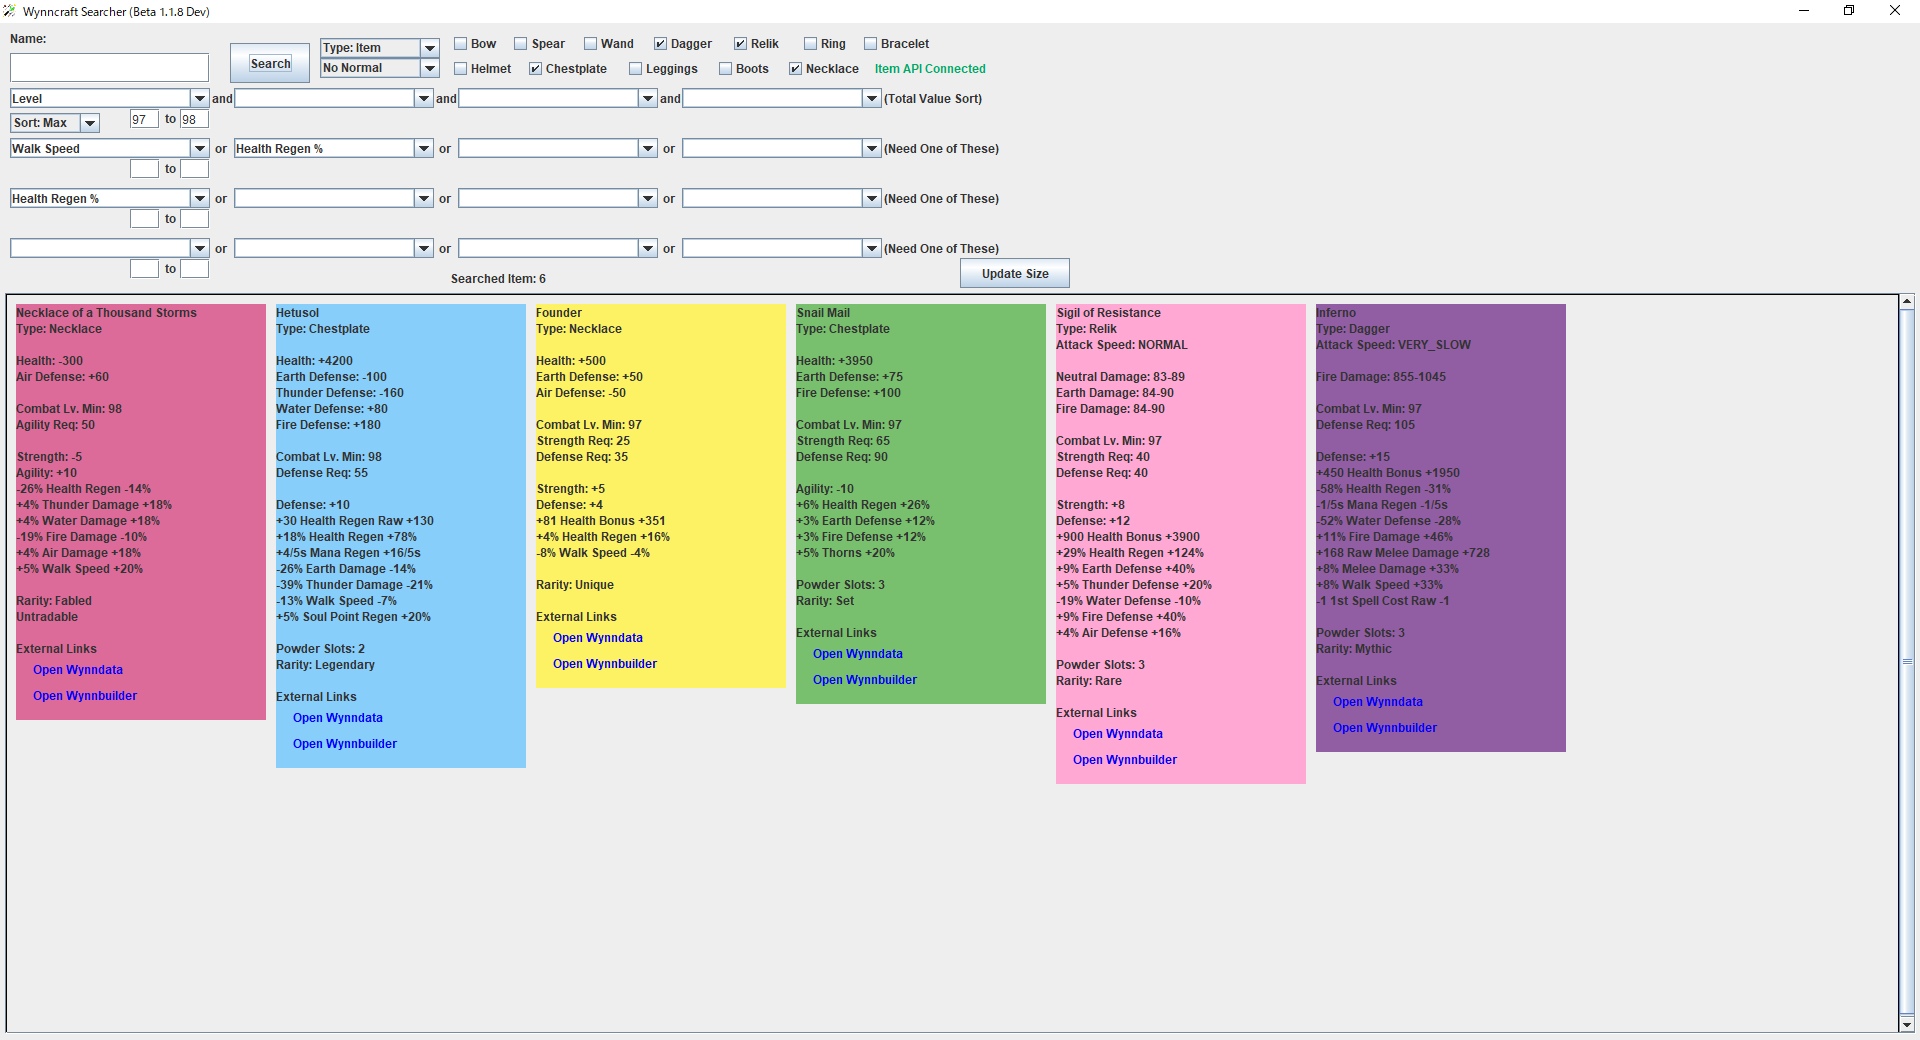 Wynncraft Searcher (Beta 1.1.8 Dev)
Name:
Search
Type: Item
No Normal
Bow Spear Wand Dagger Relik Ring Bracelet
Helmet Chestplate Leggings Boots Necklace Item API Connected
Level and and and (Total Value Sort)
Sort: Max 97 to 98
Walk Speed or Health Regen % or or (Need One of These)
to
Health Regen % or or or (Need One of These)
to
or or or (Need One of These)
to
Searched Item: 6
Update Size
Necklace of a Thousand Storms
Type: Necklace
Health: -300
Air Defense: +60
Combat Lv. Min: 98
Agility Req: 50
Strength: -5
Agility: +10
-26% Health Regen -14%
+4% Thunder Damage +18%
+4% Water Damage +18%
-19% Fire Damage -10%
+4% Air Damage +18%
+5% Walk Speed +20%
Rarity: Fabled
Untradable
External Links
Open Wynndata
Open Wynnbuilder
Hetusol
Type: Chestplate
Health: +4200
Earth Defense: -100
Thunder Defense: -160
Water Defense: +80
Fire Defense: +180
Combat Lv. Min: 98
Defense Req: 55
Defense: +10
+30 Health Regen Raw +130
+18% Health Regen +78%
+4/5s Mana Regen +16/5s
-26% Earth Damage -14%
-39% Thunder Damage -21%
-13% Walk Speed -7%
+5% Soul Point Regen +20%
Powder Slots: 2
Rarity: Legendary
External Links
Open Wynndata
Open Wynnbuilder
Founder
Type: Necklace
Health: +500
Earth Defense: +50
Air Defense: -50
Combat Lv. Min: 97
Strength Req: 25
Defense Req: 35
Strength: +5
Defense: +4
+81 Health Bonus +351
+4% Health Regen +16%
-8% Walk Speed -4%
Rarity: Unique
External Links
Open Wynndata
Open Wynnbuilder
Snail Mail
Type: Chestplate
Health: +3950
Earth Defense: +75
Fire Defense: +100
Combat Lv. Min: 97
Strength Req: 65
Defense Req: 90
Agility: -10
+6% Health Regen +26%
+3% Earth Defense +12%
+3% Fire Defense +12%
+5% Thorns +20%
Powder Slots: 3
Rarity: Set
External Links
Open Wynndata
Open Wynnbuilder
Sigil of Resistance
Type: Relik
Attack Speed: NORMAL
Neutral Damage: 83-89
Earth Damage: 84-90
Fire Damage: 84-90
Combat Lv. Min: 97
Strength Req: 40
Defense Req: 40
Strength: +8
Defense: +12
+900 Health Bonus +3900
+29% Health Regen +124%
+9% Earth Defense +40%
+5% Thunder Defense +20%
-19% Water Defense -10%
+9% Fire Defense +40%
+4% Air Defense +16%
Powder Slots: 3
Rarity: Rare
External Links
Open Wynndata
Open Wynnbuilder
Inferno
Type: Dagger
Attack Speed: VERY_SLOW
Fire Damage: 855-1045
Combat Lv. Min: 97
Defense Req: 105
Defense: +15
+450 Health Bonus +1950
-58% Health Regen -31%
-1/5s Mana Regen -1/5s
-52% Water Defense -28%
+11% Fire Damage +46%
+168 Raw Melee Damage +728
+8% Melee Damage +33%
+8% Walk Speed +33%
-1 1st Spell Cost Raw -1
Powder Slots: 3
Rarity: Mythic
External Links
Open Wynndata
Open Wynnbuilder